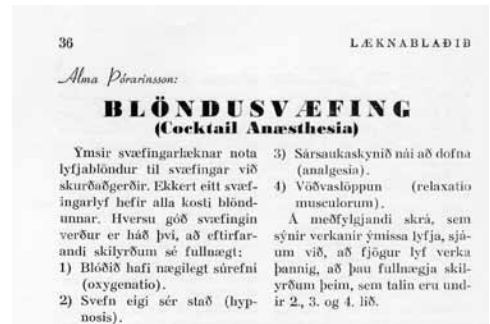 36
LÆKNABLAÐIÐ
Alma Þórarinsson:
BLÖNDUSVÆFING
(Cocktail Anæsthesia)
Ýmsir svæfingarlæknar nota
lyfjablöndur til svæfingar við
skurðaðgerðir. Ekkert eitt svæf-
ingarlyf hefir alla kosti blönd-
unnar. Hversu góð svæfingin
verður er háð því, að eftirfar-
andi skilyrðum sé fullnægt:
1) Blóðið hafi nægilegt súrefni
(oxygenatio).
2) Svefn eigi sér stað (hyp-
nosis).
3) Sársaukaskynið nái að dofna
(analgesia).
4) Vöðvaslöppun (relaxatio
musculorum).
Á meðfylgjandi skrá, sem
sýnir verkanir ýmissa lyfja, sjá-
um við, að fjögur lyf verka
þannig, að þau fullnægja skil-
yrðum þeim, sem talin eru und-
ir 2., 3. og 4. lið.